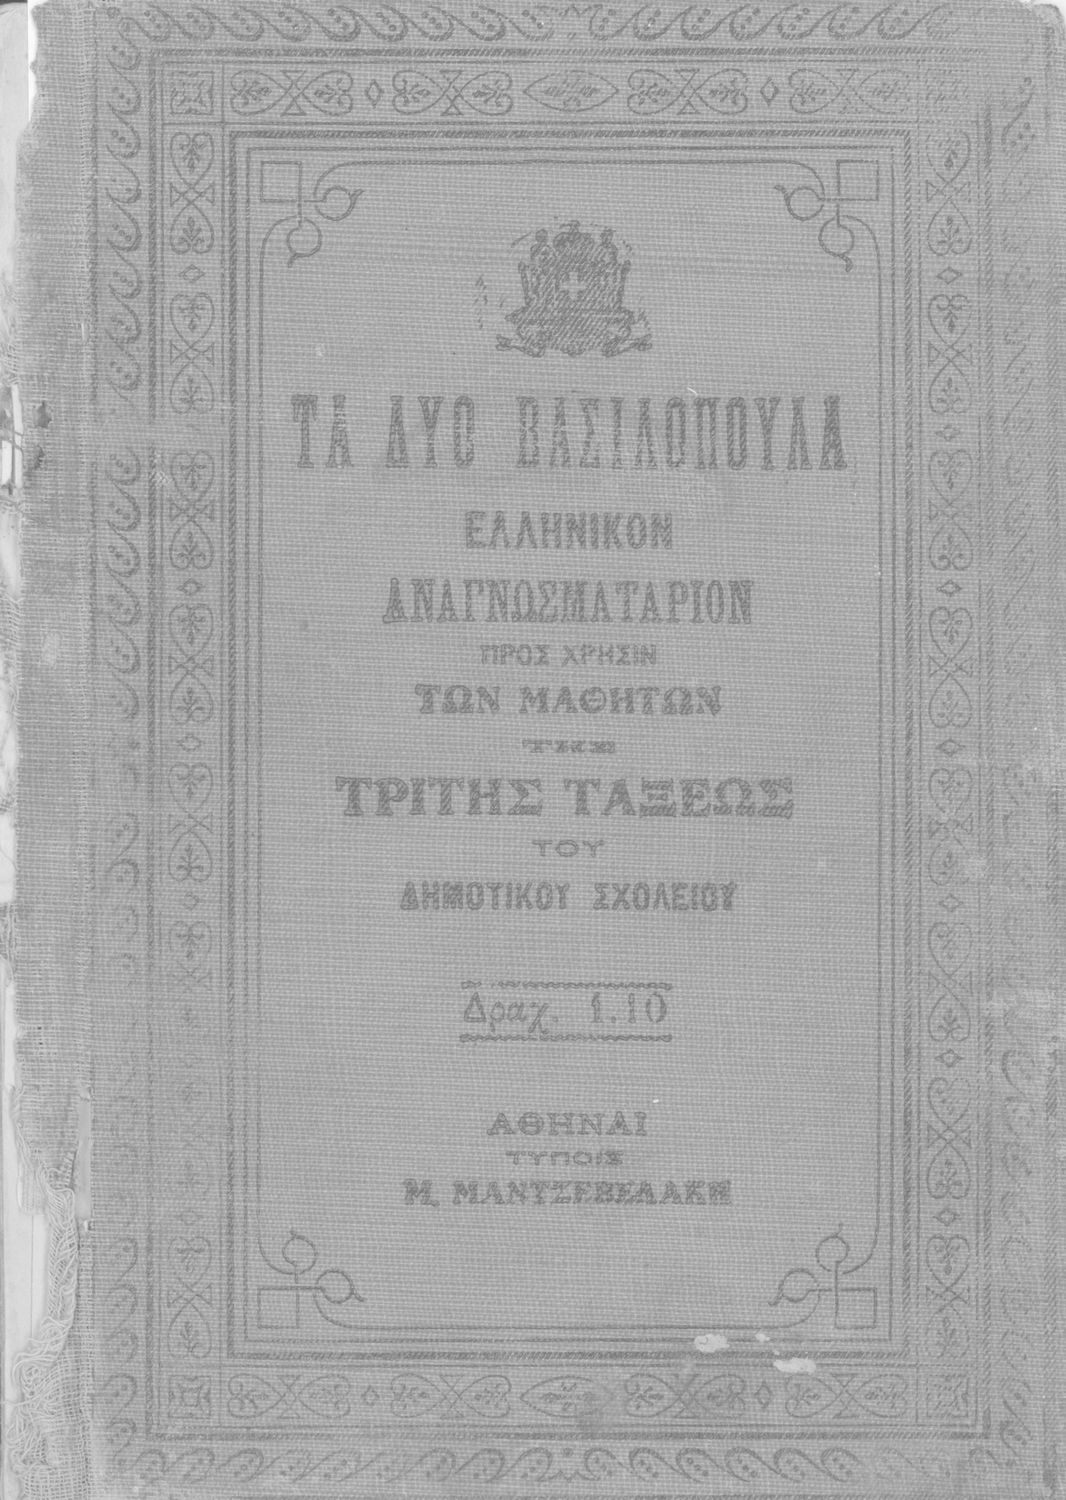 ΤΑ ΔΥΟ ΒΑΣΙΛΟΠΟΥΛΑ
ΕΛΛΗΝΙΚΟΝ
ΑΝΑΓΝΩΣΜΑΤΑΡΙΟΝ
ΠΡΟΣ ΧΡΗΣΙΝ
ΤΩΝ ΜΑΘΗΤΩΝ
ΤΗΣ
ΤΡΙΤΗΣ ΤΑΞΕΩΣ
ΤΟΥ
ΔΗΜΟΤΙΚΟΥ ΣΧΟΛΕΙΟΥ
Δραχ. 1.10
ΑΘΗΝΑΙ
ΤΥΠΟΙΣ
Μ. ΜΑΝΤΖΕΒΕΛΑΚΗ